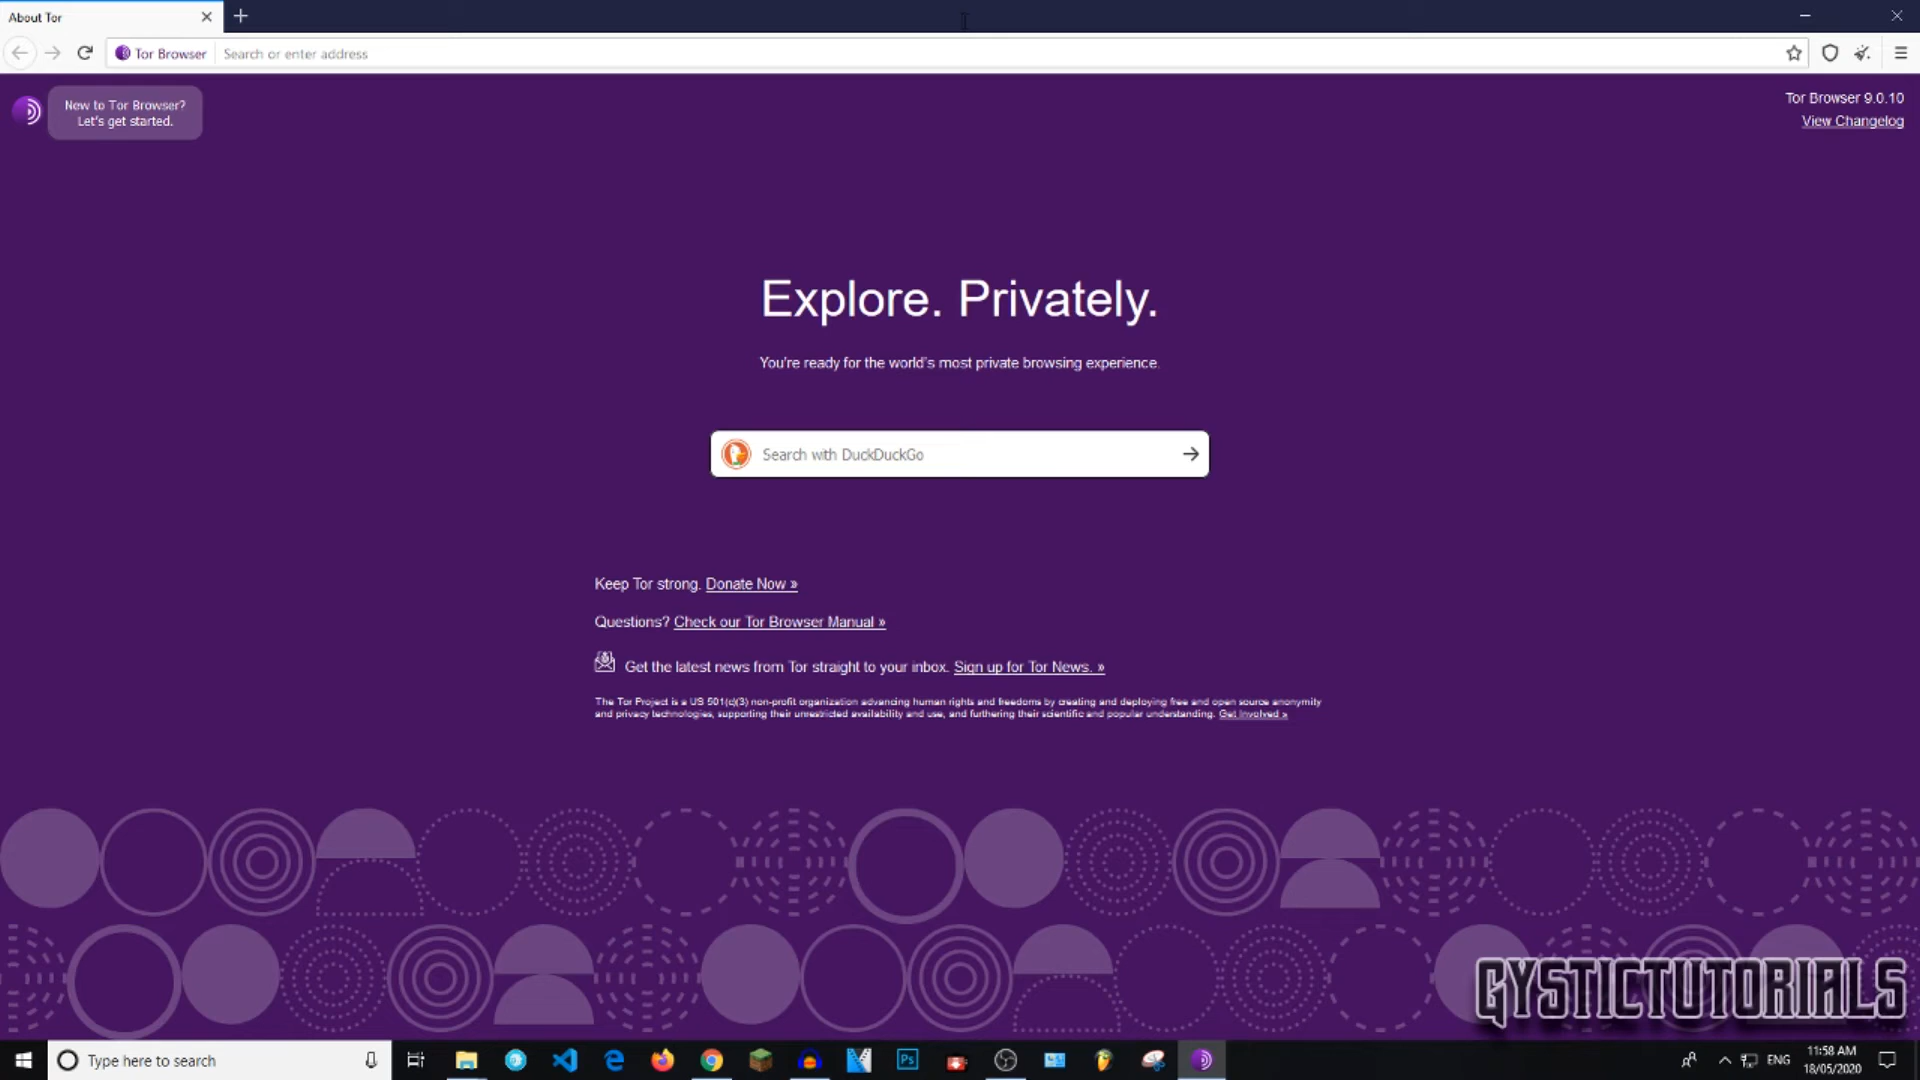 About Tor
Tor Browser
Search or enter address
New to Tor Browser?
Let's get started.
Tor Browser 9.0.10
View Changelog
Explore. Privately.
You're ready for the world's most private browsing experience.
Search with DuckDuckGo
Keep Tor strong. Donate Now »
Questions? Check our Tor Browser Manual »
Get the latest news from Tor straight to your inbox. Sign up for Tor News. »
The Tor Project is a US 501(c)(3) non-profit organization advancing human rights and freedoms by creating and deploying free and open source anonymity
and privacy technologies, supporting their unrestricted availability and use, and furthering their scientific and popular understanding. Get Involved »
GYSTICTUTORIALS
Type here to search
Ps
ENG
11:58 AM
18/05/2020